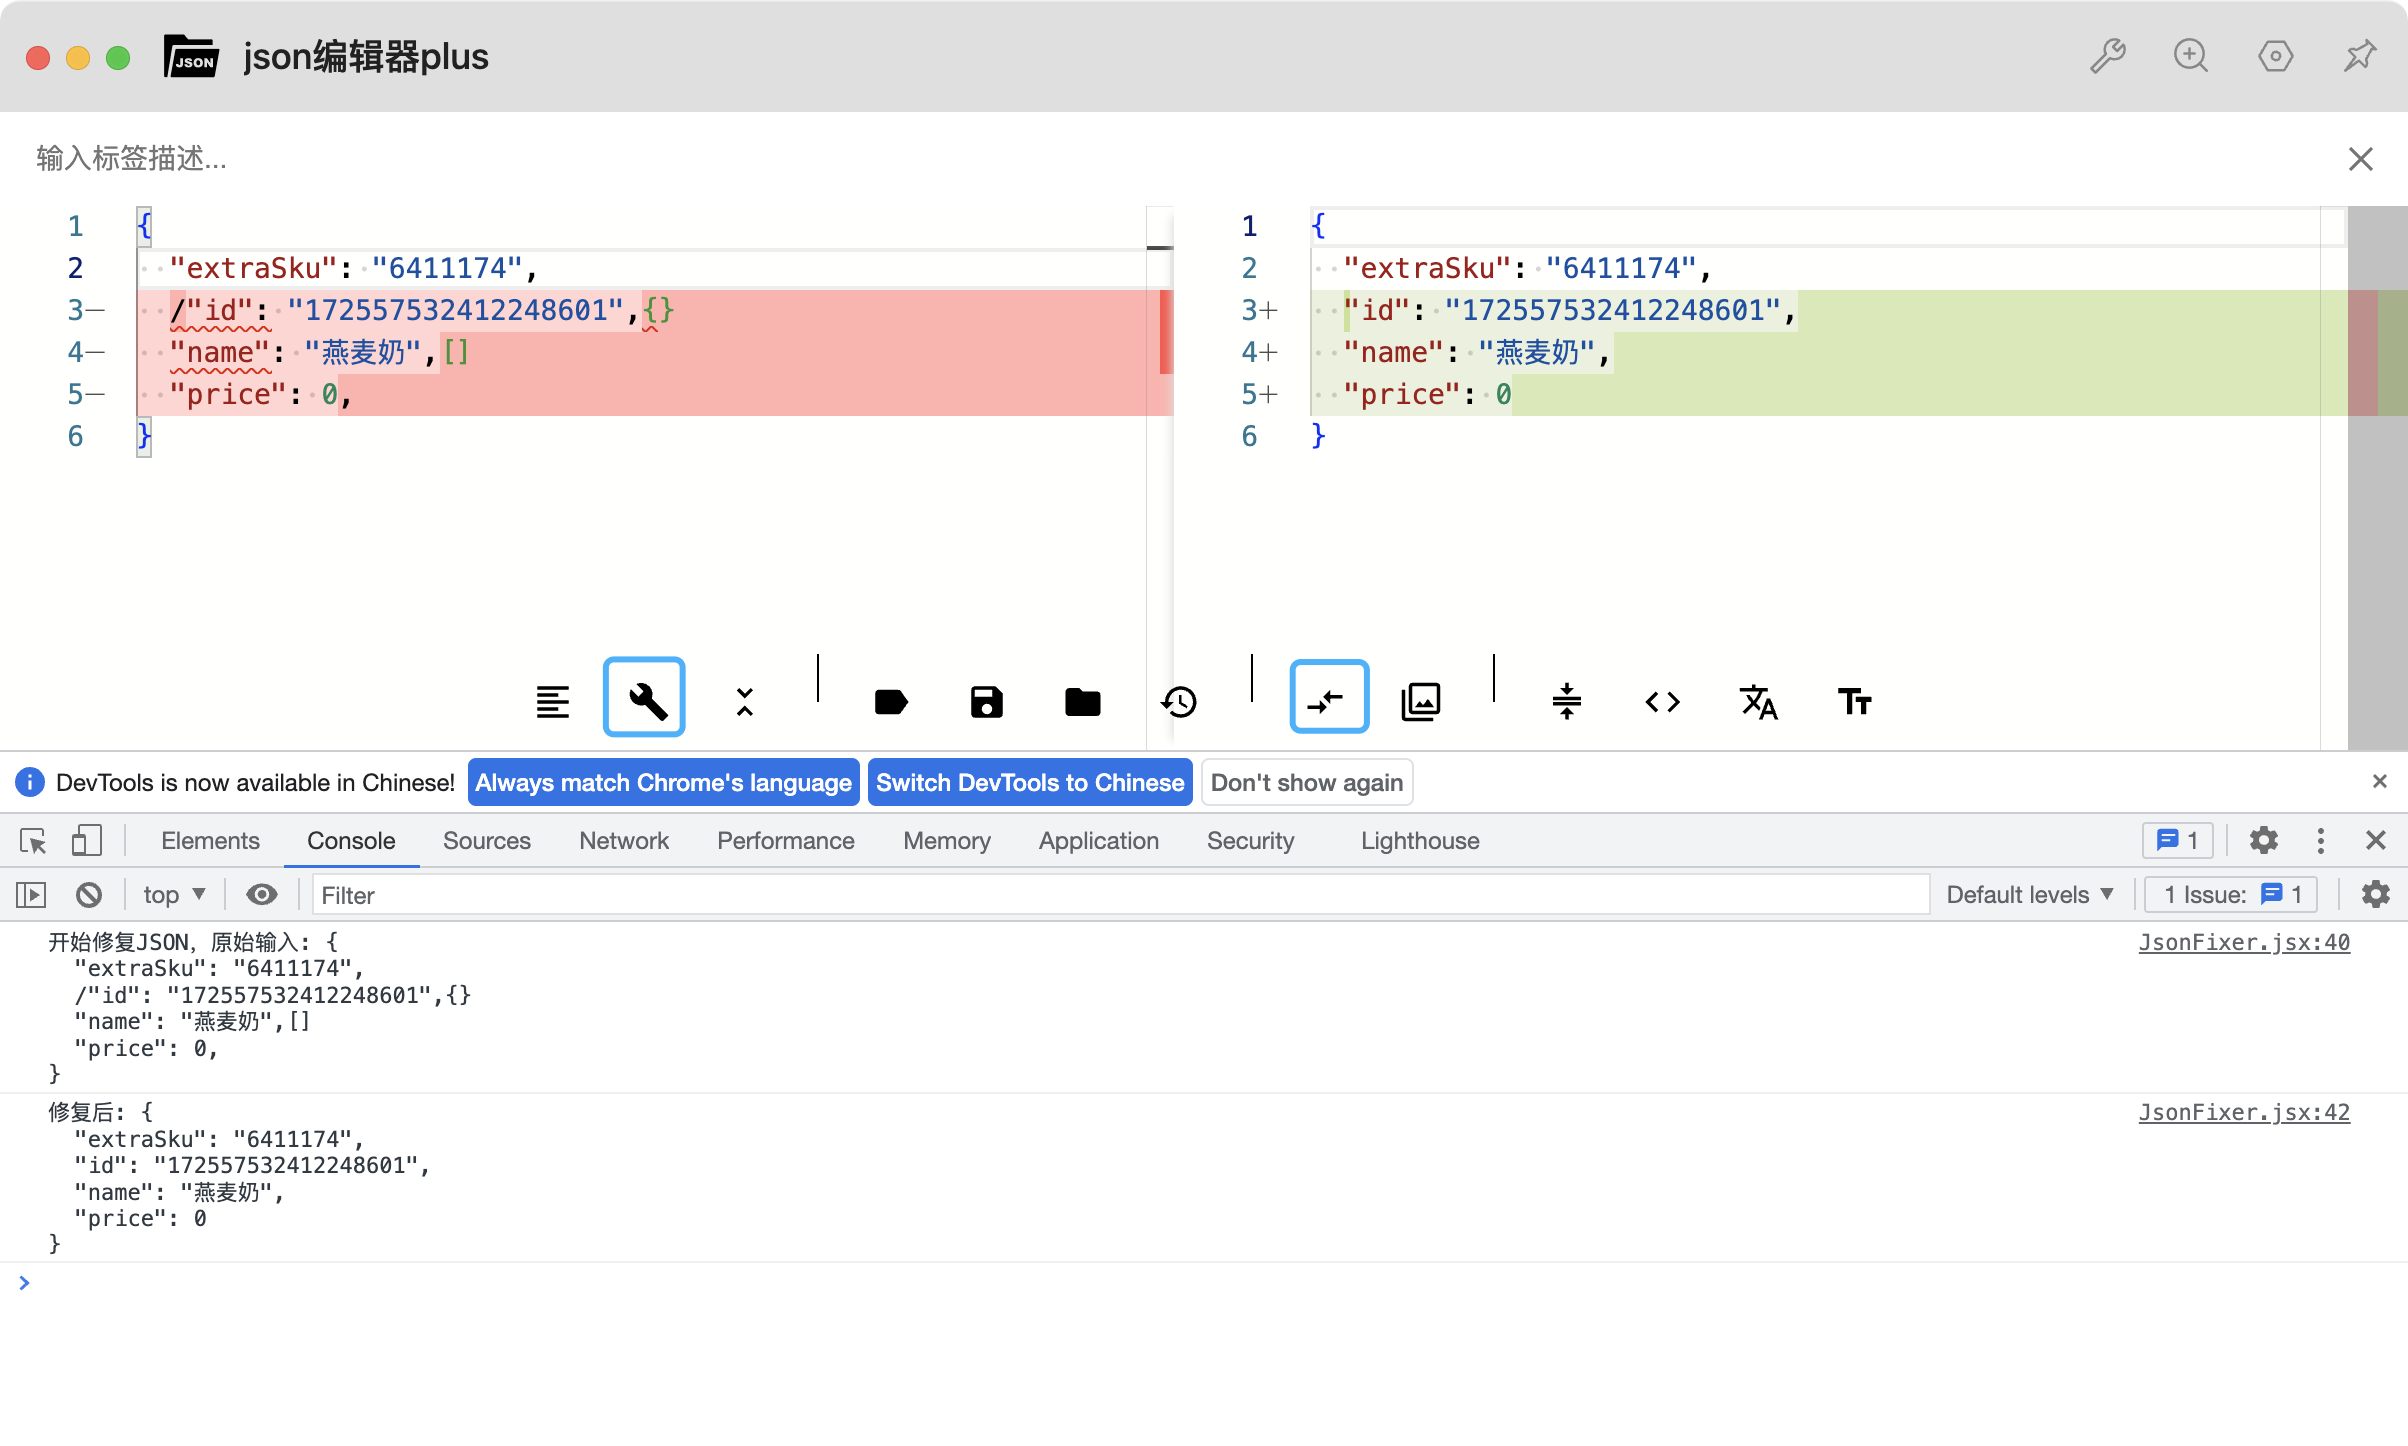 JSON json编辑器plus
输入标签描述...
1 {
2 "extraSku": "6411174",
3— /"id": "172557532412248601",{}
4— "name": "燕麦奶",[]
5— "price": 0,
6 }
1 {
2 "extraSku": "6411174",
3+ "id": "172557532412248601",
4+ "name": "燕麦奶",
5+ "price": 0
6 }
DevTools is now available in Chinese! Always match Chrome's language Switch DevTools to Chinese Don't show again
Elements Console Sources Network Performance Memory Application Security Lighthouse 1
top Filter Default levels 1 Issue: 1
开始修复JSON，原始输入: { JsonFixer.jsx:40
"extraSku": "6411174",
/"id": "172557532412248601",{}
"name": "燕麦奶",[]
"price": 0,
}
修复后: { JsonFixer.jsx:42
"extraSku": "6411174",
"id": "172557532412248601",
"name": "燕麦奶",
"price": 0
}